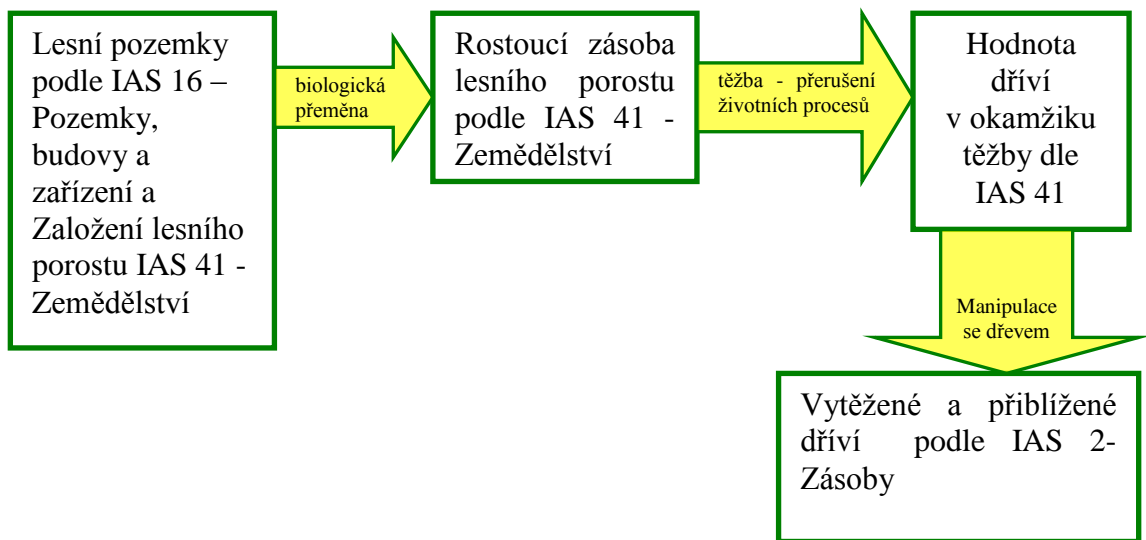 Lesní pozemky
podle IAS 16 –
Pozemky,
budovy a
zařízení a
Založení lesního
porostu IAS 41 -
Zemědělství
biologická
přeměna
Rostoucí zásoba
lesního porostu
podle IAS 41 -
Zemědělství
těžba - přerušení
životních procesů
Hodnota
dříví
v okamžiku
těžby dle
IAS 41
Manipulace
se dřevem
Vytěžené a přiblížené
dříví podle IAS 2-
Zásoby